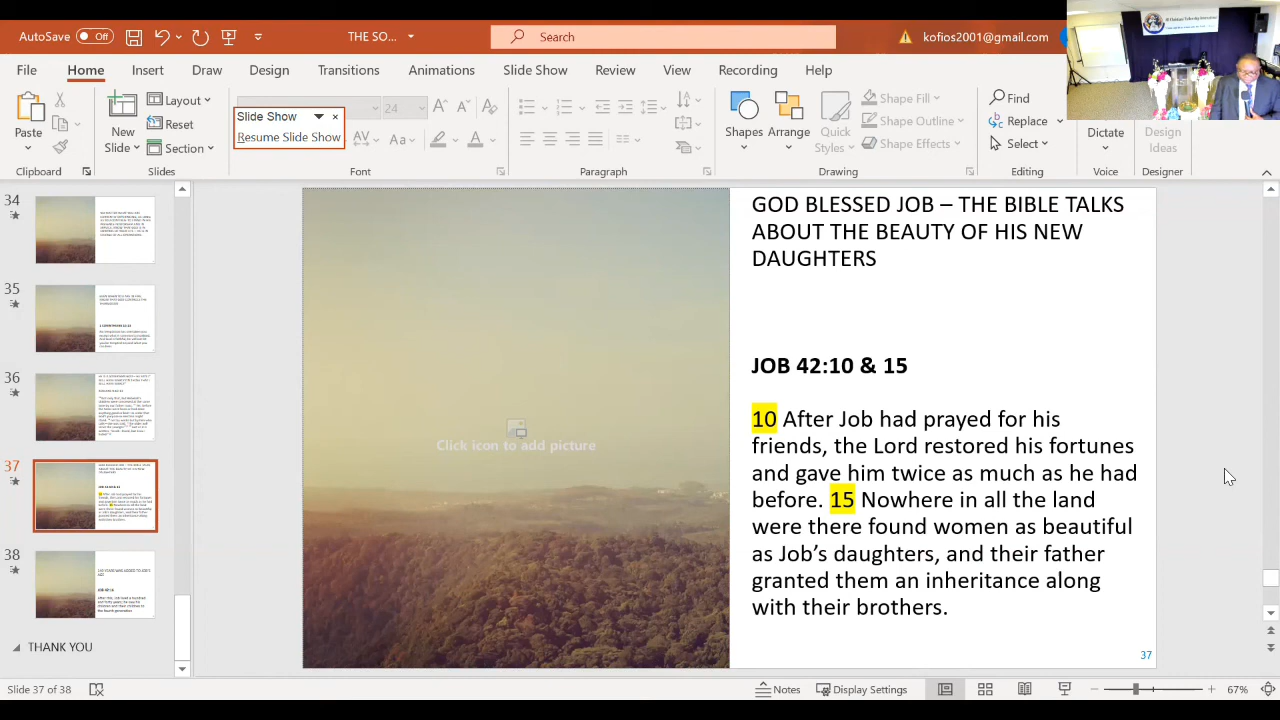 AutoSave Off THE SO... Search kofios2001@gmail.com
File Home Insert Draw Design Transitions Animations Slide Show Review View Recording Help
Paste
New Slide
Layout
Reset
Section
Slide Show
Resume Slide Show
24
Aa
Shapes
Arrange
Quick Styles
Shape Fill
Shape Outline
Shape Effects
Find
Replace
Select
Dictate
Design Ideas
Clipboard Slides Font Paragraph Drawing Editing Voice Designer
34
35
36
37
38
THANK YOU
Click icon to add picture
GOD BLESSED JOB – THE BIBLE TALKS
ABOUT THE BEAUTY OF HIS NEW
DAUGHTERS
JOB 42:10 & 15
10 After Job had prayed for his
friends, the Lord restored his fortunes
and gave him twice as much as he had
before. 15 Nowhere in all the land
were there found women as beautiful
as Job’s daughters, and their father
granted them an inheritance along
with their brothers.
37
Slide 37 of 38 Notes Display Settings 67%